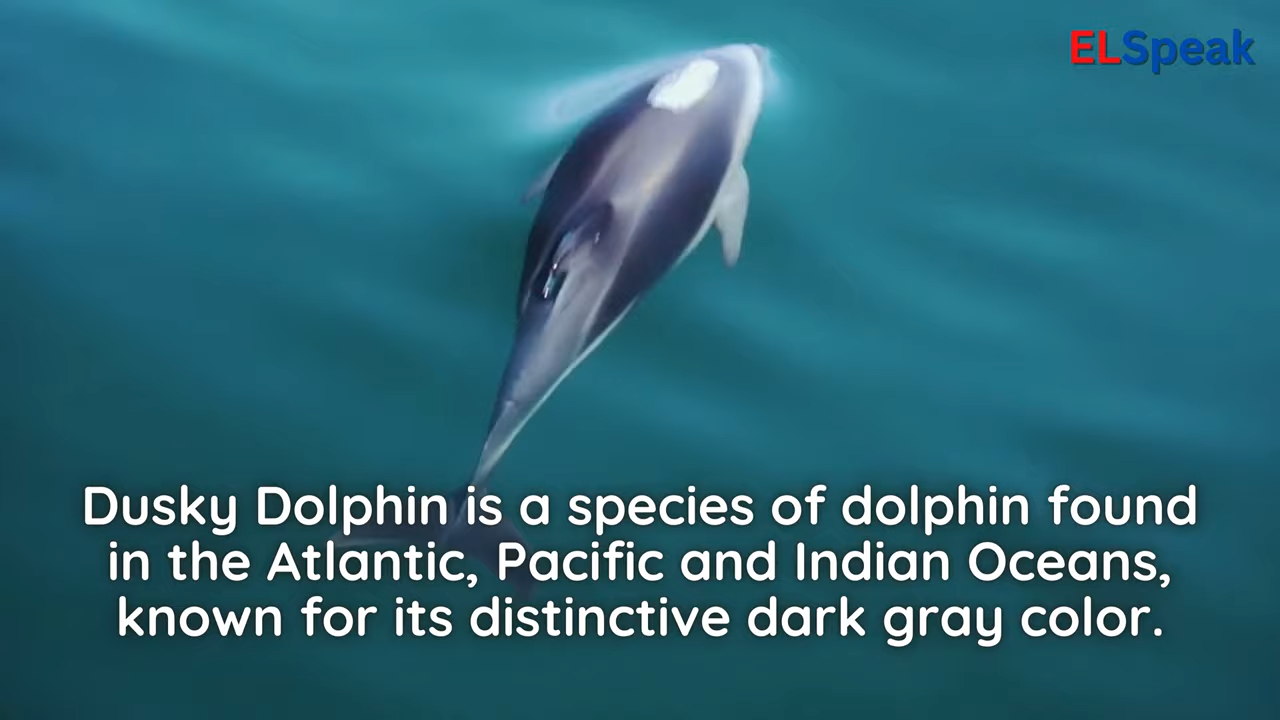 ELSpeak
Dusky Dolphin is a species of dolphin found
in the Atlantic, Pacific and Indian Oceans,
known for its distinctive dark gray color.